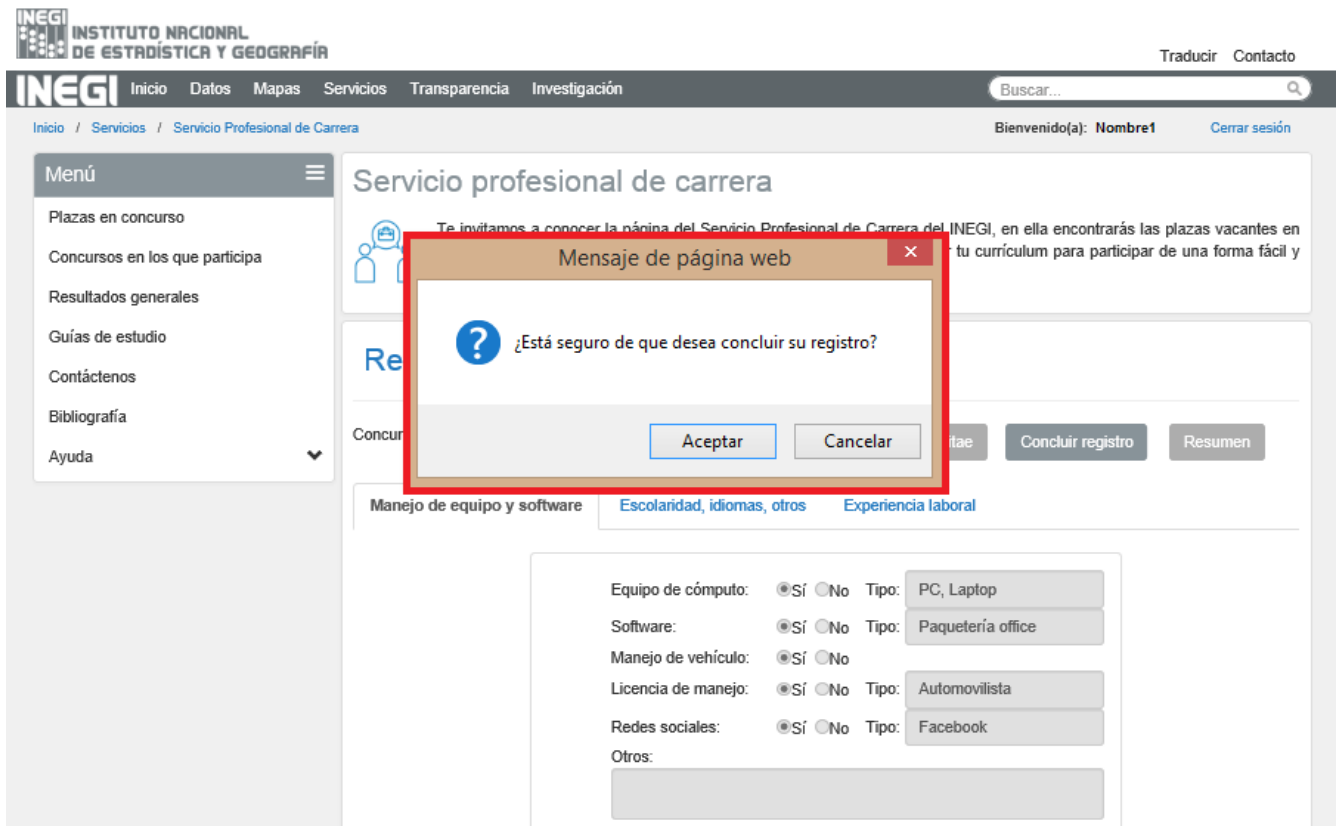 INEGI
INSTITUTO NACIONAL
DE ESTADÍSTICA Y GEOGRAFÍA
Traducir Contacto
INEGI Inicio Datos Mapas Servicios Transparencia Investigación Buscar...
Inicio / Servicios / Servicio Profesional de Carrera Bienvenido(a): Nombre1 Cerrar sesión
Menú
Plazas en concurso
Concursos en los que participa
Resultados generales
Guías de estudio
Contáctenos
Bibliografía
Ayuda
Servicio profesional de carrera
Te invitamos a conocer la página del Servicio Profesional de Carrera del INEGI, en ella encontrarás las plazas vacantes en
tu currículum para participar de una forma fácil y
Mensaje de página web
¿Está seguro de que desea concluir su registro?
Aceptar Cancelar
Re
Concur
itae Concluir registro Resumen
Manejo de equipo y software Escolaridad, idiomas, otros Experiencia laboral
Equipo de cómputo: Sí No Tipo: PC, Laptop
Software: Sí No Tipo: Paquetería office
Manejo de vehículo: Sí No
Licencia de manejo: Sí No Tipo: Automovilista
Redes sociales: Sí No Tipo: Facebook
Otros: